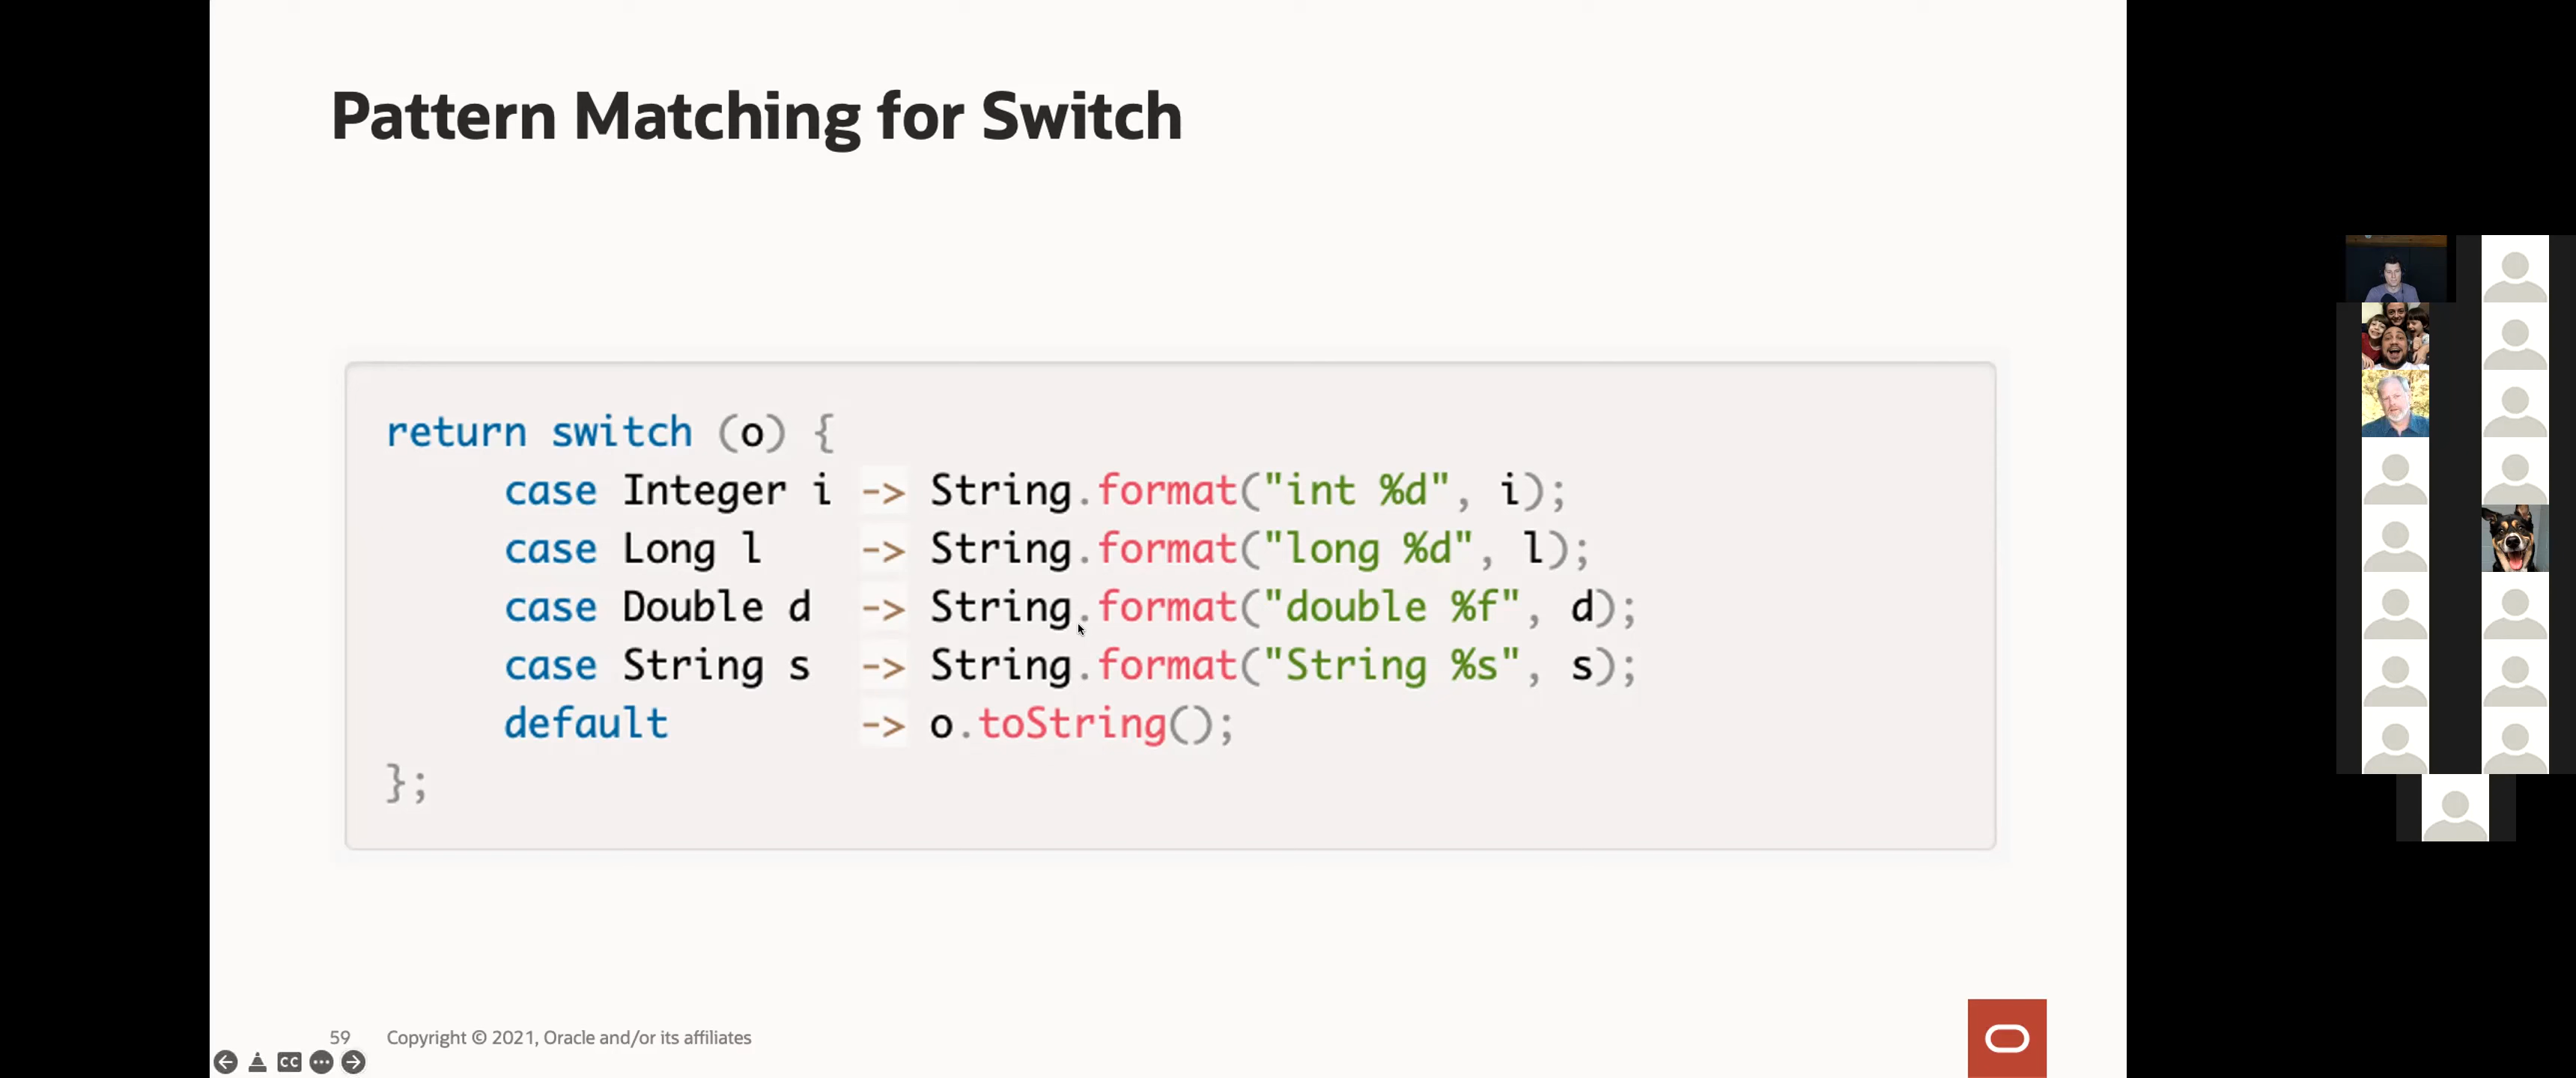 Pattern Matching for Switch
return switch (o) {
    case Integer i -> String.format("int %d", i);
    case Long l    -> String.format("long %d", l);
    case Double d  -> String.format("double %f", d);
    case String s  -> String.format("String %s", s);
    default        -> o.toString();
};
59 Copyright © 2021, Oracle and/or its affiliates
CC